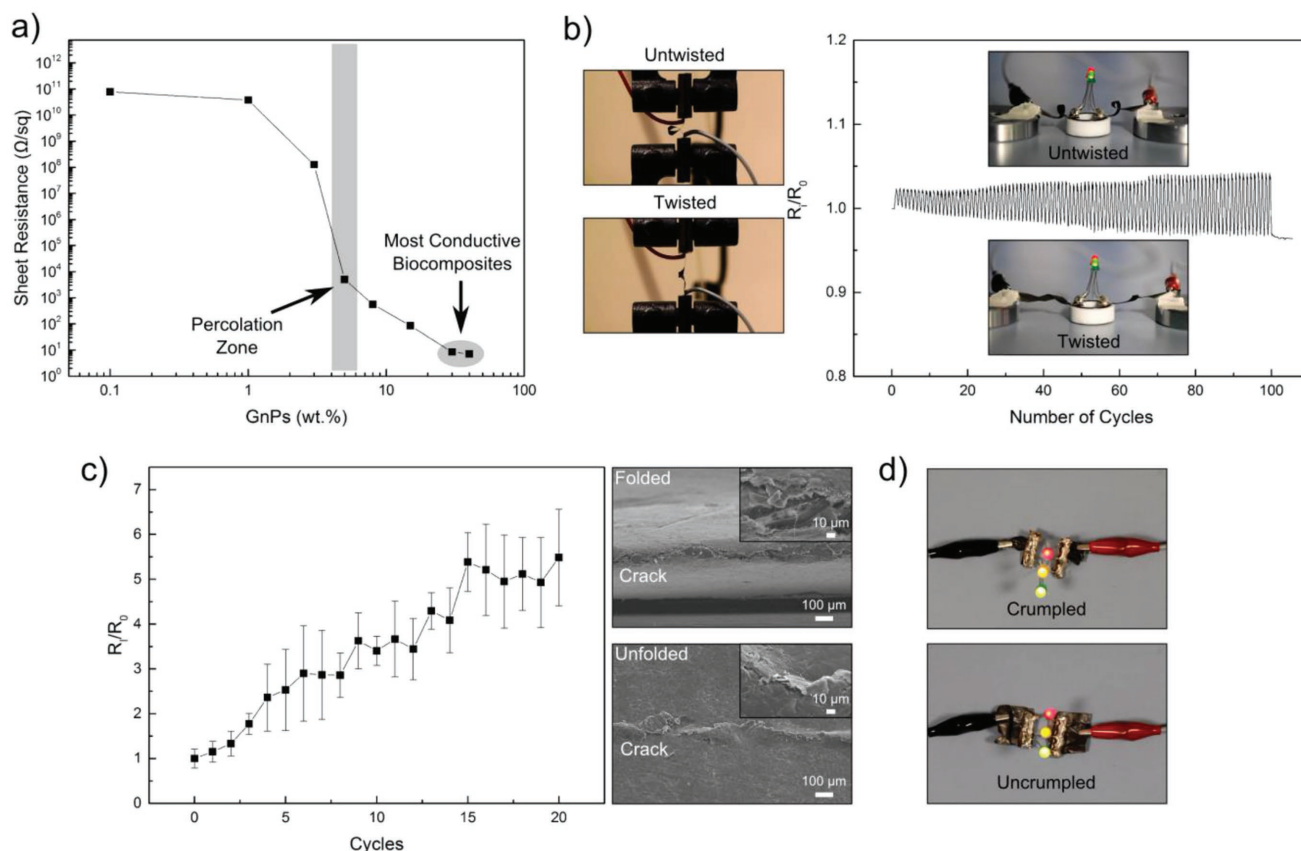 a)
10¹²
10¹¹
10¹⁰
10⁹
10⁸
10⁷
10⁶
10⁵
10⁴
10³
10²
10¹
10⁰
Sheet Resistance (Ω/sq)
Percolation
Zone
Most Conductive
Biocomposites
0.1
1
10
100
GnPs (wt.%)
b)
Untwisted
Twisted
1.2
1.1
1.0
0.9
0.8
Rᵢ/R₀
Untwisted
Twisted
0
20
40
60
80
100
Number of Cycles
c)
7
6
5
4
3
2
1
0
Rᵢ/R₀
0
5
10
15
20
Cycles
Folded
10 µm
Crack
100 µm
Unfolded
10 µm
Crack
100 µm
d)
Crumpled
Uncrumpled